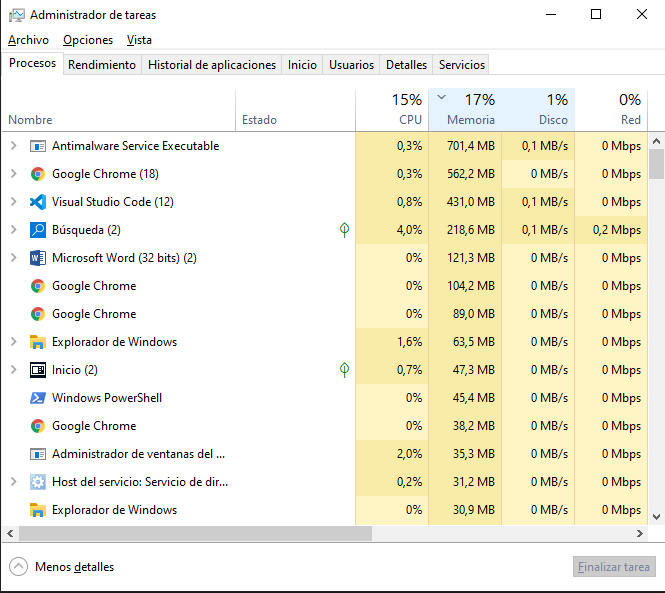 Administrador de tareas
Archivo Opciones Vista
Procesos Rendimiento Historial de aplicaciones Inicio Usuarios Detalles Servicios
15% 17% 1% 0%
Nombre Estado CPU Memoria Disco Red
Antimalware Service Executable 0,3% 701,4 MB 0,1 MB/s 0 Mbps
Google Chrome (18) 0,3% 562,2 MB 0 MB/s 0 Mbps
Visual Studio Code (12) 0,8% 431,0 MB 0,1 MB/s 0 Mbps
Búsqueda (2) 4,0% 218,6 MB 0,1 MB/s 0,2 Mbps
Microsoft Word (32 bits) (2) 0% 121,3 MB 0 MB/s 0 Mbps
Google Chrome 0% 104,2 MB 0 MB/s 0 Mbps
Google Chrome 0% 89,0 MB 0 MB/s 0 Mbps
Explorador de Windows 1,6% 63,5 MB 0 MB/s 0 Mbps
Inicio (2) 0,7% 47,3 MB 0 MB/s 0 Mbps
Windows PowerShell 0% 45,4 MB 0 MB/s 0 Mbps
Google Chrome 0% 38,2 MB 0 MB/s 0 Mbps
Administrador de ventanas del ... 2,0% 35,3 MB 0 MB/s 0 Mbps
Host del servicio: Servicio de dir... 0,2% 31,2 MB 0 MB/s 0 Mbps
Explorador de Windows 0% 30,9 MB 0 MB/s 0 Mbps
Menos detalles Finalizar tarea